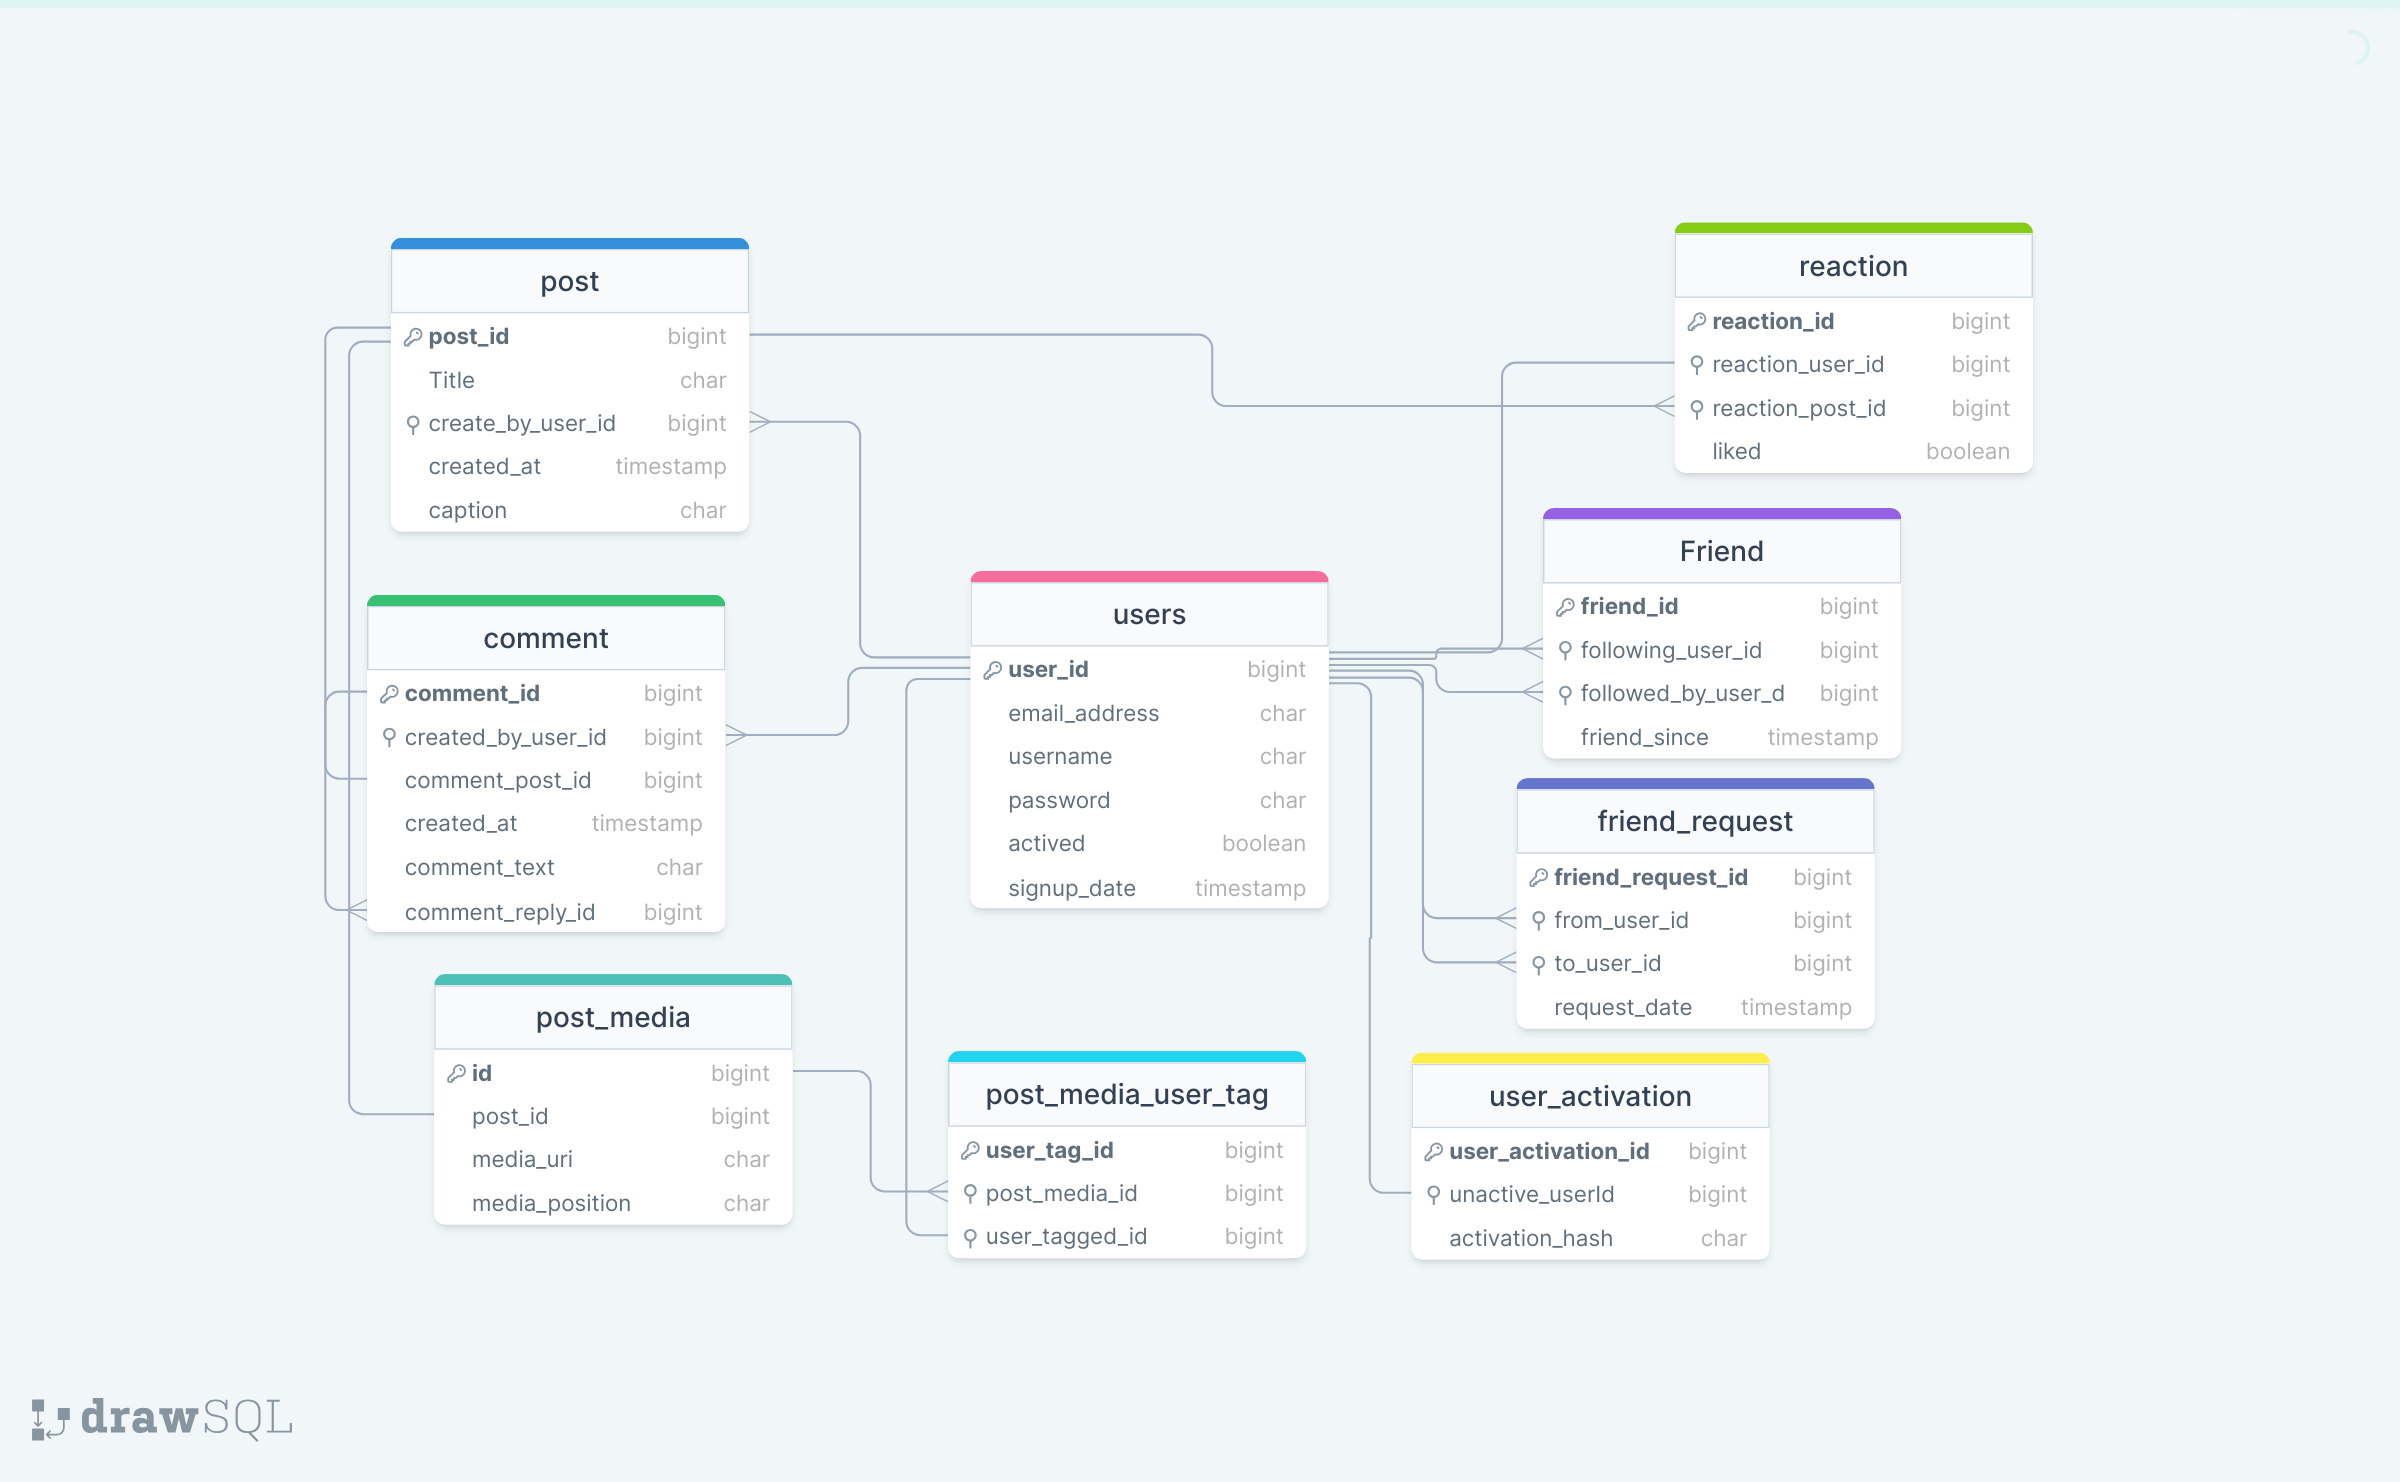 post
post_id bigint
Title char
create_by_user_id bigint
created_at timestamp
caption char
reaction
reaction_id bigint
reaction_user_id bigint
reaction_post_id bigint
liked boolean
Friend
friend_id bigint
following_user_id bigint
followed_by_user_d bigint
friend_since timestamp
comment
comment_id bigint
created_by_user_id bigint
comment_post_id bigint
created_at timestamp
comment_text char
comment_reply_id bigint
users
user_id bigint
email_address char
username char
password char
actived boolean
signup_date timestamp
friend_request
friend_request_id bigint
from_user_id bigint
to_user_id bigint
request_date timestamp
post_media
id bigint
post_id bigint
media_uri char
media_position char
post_media_user_tag
user_tag_id bigint
post_media_id bigint
user_tagged_id bigint
user_activation
user_activation_id bigint
unactive_userId bigint
activation_hash char
drawSQL